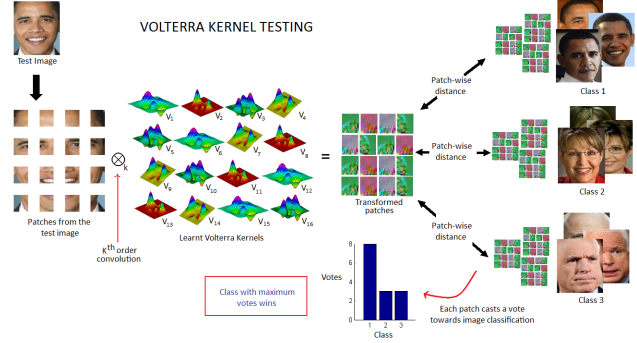 VOLTERRA KERNEL TESTING
Test Image
Patches from the
test image
K
Kth order
convolution
V1
V2
V3
V4
V5
V6
V7
V8
V9
V10
V11
V12
V13
V14
V15
V16
Learnt Volterra Kernels
=
Transformed
patches
Patch-wise
distance
Patch-wise
distance
Patch-wise
distance
Class 1
Class 2
Class 3
Class with maximum
votes wins
Votes
8
6
4
2
0
1 2 3
Class
Each patch casts a vote
towards image classification